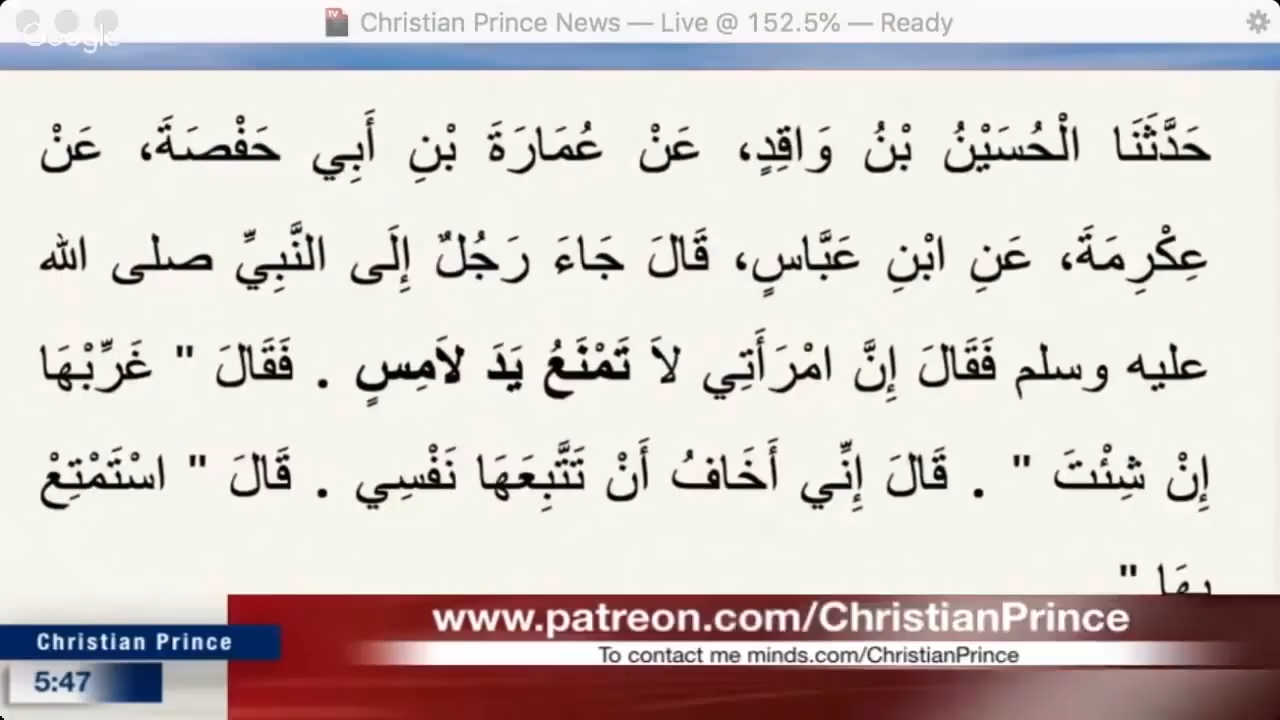 Google
Christian Prince News — Live @ 152.5% — Ready
حَدَّثَنَا الْحُسَيْنُ بْنُ وَاقِدٍ، عَنْ عُمَارَةَ بْنِ أَبِي حَفْصَةَ، عَنْ
عِكْرِمَةَ، عَنِ ابْنِ عَبَّاسٍ، قَالَ جَاءَ رَجُلٌ إِلَى النَّبِيِّ صلى الله
عليه وسلم فَقَالَ إِنَّ امْرَأَتِي لاَ تَمْنَعُ يَدَ لاَمِسٍ . فَقَالَ " غَرِّبْهَا
إِنْ شِئْتَ " . قَالَ إِنِّي أَخَافُ أَنْ تَتَّبِعَهَا نَفْسِي . قَالَ " اسْتَمْتِعْ
بِهَا "
www.patreon.com/ChristianPrince
To contact me minds.com/ChristianPrince
Christian Prince
5:47